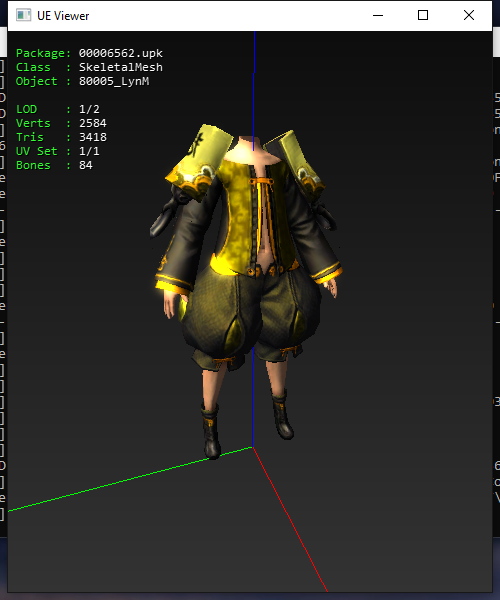 UE Viewer
Package: 00006562.upk
Class : SkeletalMesh
Object : 80005_LynM
LOD : 1/2
Verts : 2584
Tris : 3418
UV Set : 1/1
Bones : 84